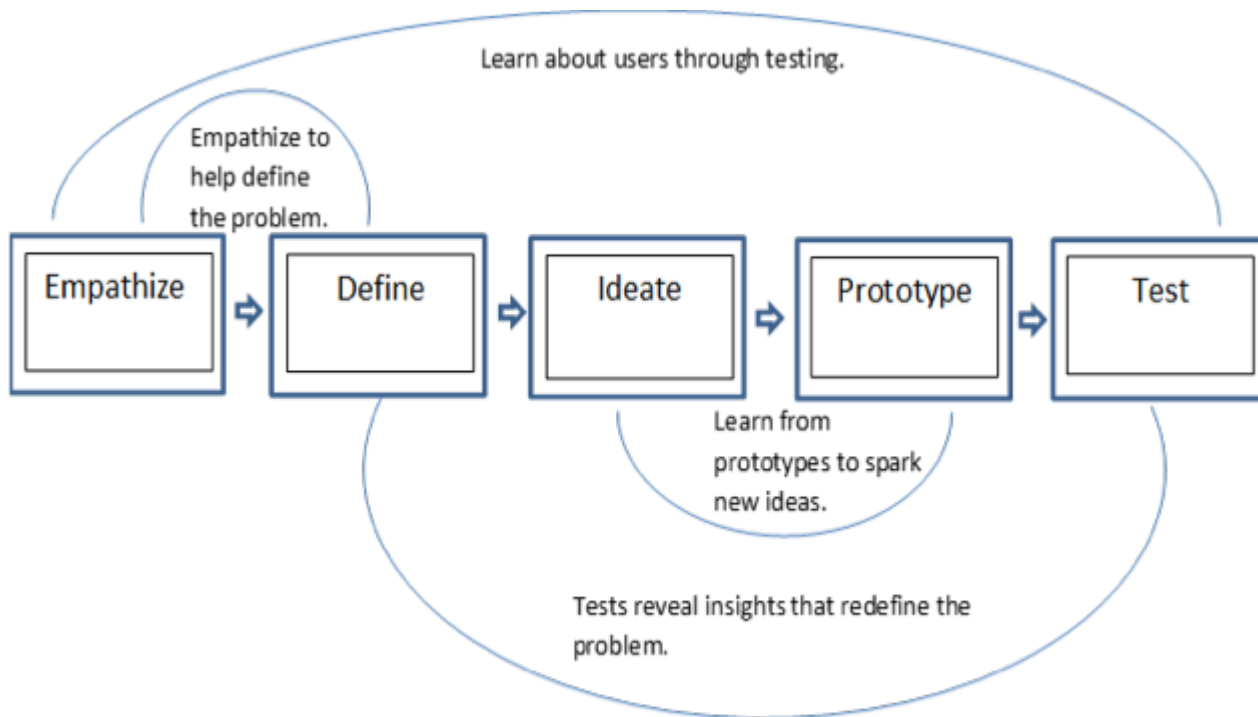 Learn about users through testing.
Empathize to
help define
the problem.
Empathize
Define
Ideate
Prototype
Test
Learn from
prototypes to spark
new ideas.
Tests reveal insights that redefine the
problem.